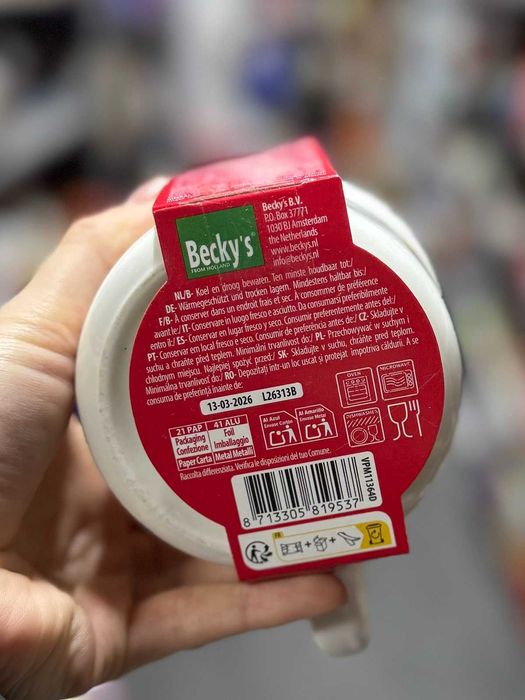 Becky's B.V.
P.O. Box 37771
1030 BJ Amsterdam
the Netherlands
www.beckys.nl
info@beckys.nl
Becky's®
FROM HOLLAND
NL/B- Koel en droog bewaren. Ten minste houdbaar tot:/
DE- Wärmegeschützt und trocken lagern. Mindestens haltbar bis:/
F/B- À conserver dans un endroit frais et sec. À consommer de préférence
avant le:/ IT- Conservare in luogo fresco e asciutto. Da consumarsi preferibilmente
entro il:/ ES- Conservar en lugar fresco y seco. Consumir preferentemente antes del:/
PT- Conservar em local fresco e seco. Consumir de preferência antes de:/ CZ- Skladujte v
suchu a chraňte před teplem. Minimální trvanlivost do:/ PL- Przechowywać w suchym i
chłodnym miejscu. Najlepiej spożyć przed:/ SK- Skladujte v suchu, chráňte pred teplom.
Minimálna trvanlivosť do:/ RO- Depozitați într-un loc uscat și protejat împotriva căldurii. A se
consuma de preferință înainte de:
13-03-2026 L26313B
OVEN
MICROWAVE
21 PAP
Packaging
Confezione
Paper Carta
41 ALU
Foil
Imballaggio
Metal Metalli
Al Azul
Envase Cartón
Al Amarillo
Envase Metal
DISHWASHER
Raccolta differenziata. Verifica le disposizioni del tuo Comune.
8 713305 819537
VPM11364D
FR